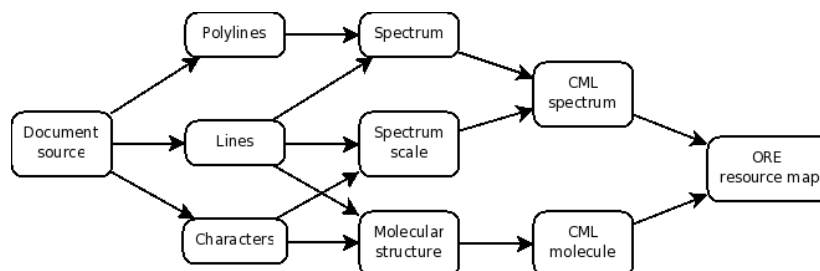 Polylines
Spectrum
CML
spectrum
Document
source
Lines
Spectrum
scale
ORE
resource map
Characters
Molecular
structure
CML
molecule